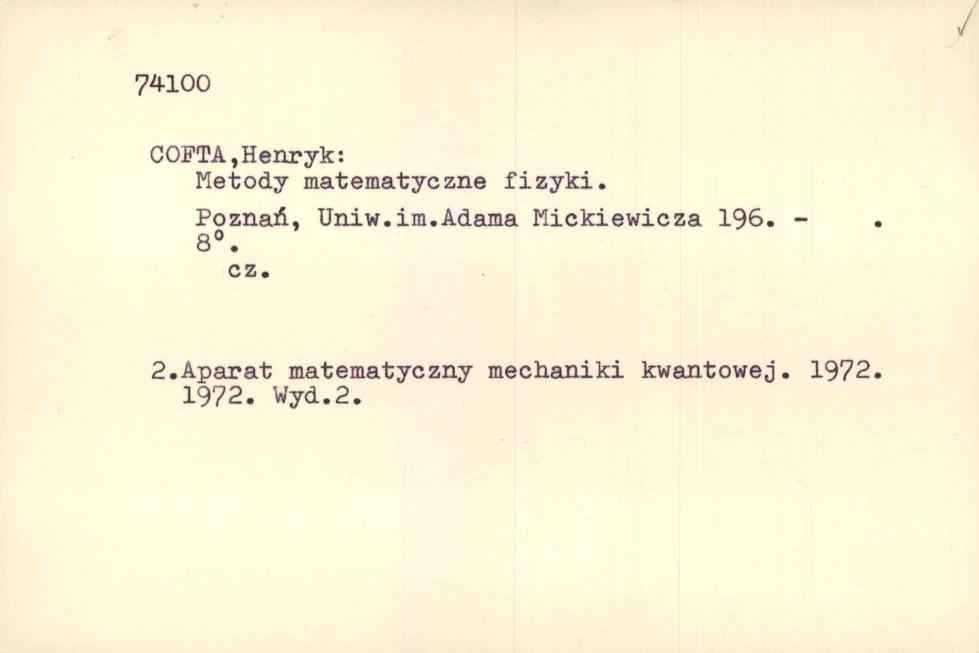 74100
COFTA,Henryk:
Metody matematyczne fizyki.
Poznań, Uniw.im.Adama Mickiewicza 196. - .
8°.
cz.
2.Aparat matematyczny mechaniki kwantowej. 1972.
1972. Wyd.2.